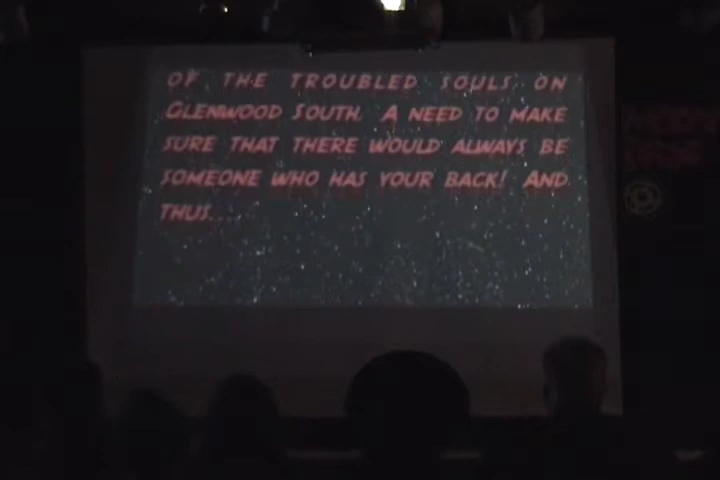 OF THE TROUBLED SOULS ON
GLENWOOD SOUTH. A NEED TO MAKE
SURE THAT THERE WOULD ALWAYS BE
SOMEONE WHO HAS YOUR BACK! AND
THUS...